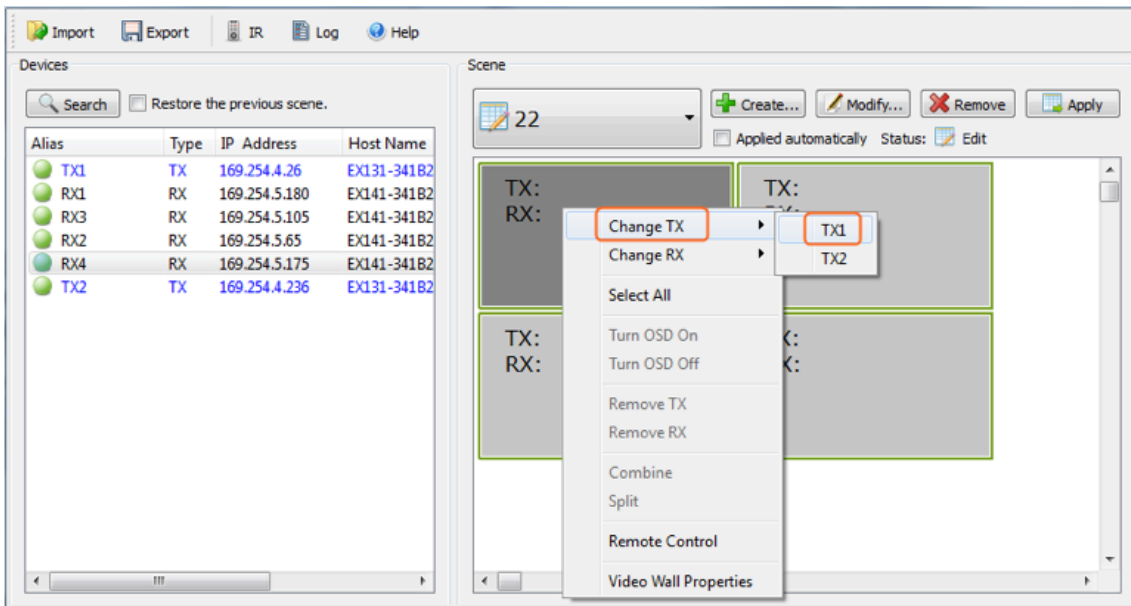 Import Export IR Log Help
Devices
Search Restore the previous scene.
Alias Type IP Address Host Name
TX1 TX 169.254.4.26 EX131-341B2
RX1 RX 169.254.5.180 EX141-341B2
RX3 RX 169.254.5.105 EX141-341B2
RX2 RX 169.254.5.65 EX141-341B2
RX4 RX 169.254.5.175 EX141-341B2
TX2 TX 169.254.4.236 EX131-341B2
Scene
22
Create... Modify... Remove Apply
Applied automatically Status: Edit
TX:
RX:
TX:
TX:
RX:
Change TX
Change RX
Select All
Turn OSD On
Turn OSD Off
Remove TX
Remove RX
Combine
Split
Remote Control
Video Wall Properties
TX1
TX2